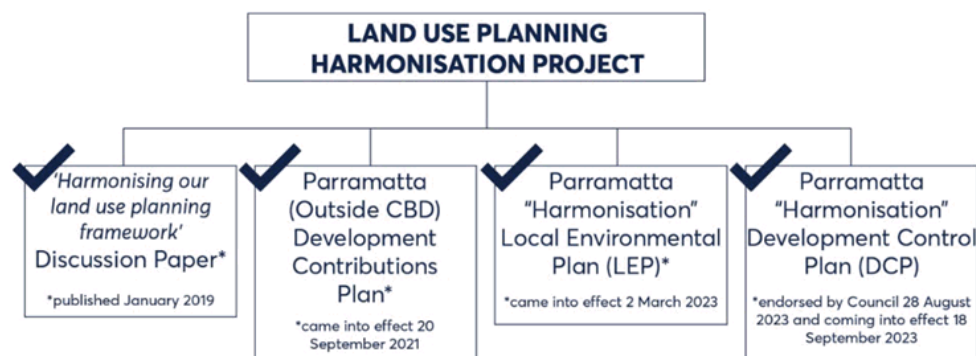 LAND USE PLANNING
HARMONISATION PROJECT
'Harmonising our
land use planning
framework'
Discussion Paper*
*published January 2019
Parramatta
(Outside CBD)
Development
Contributions
Plan*
*came into effect 20
September 2021
Parramatta
"Harmonisation"
Local Environmental
Plan (LEP)*
*came into effect 2 March 2023
Parramatta
"Harmonisation"
Development Control
Plan (DCP)
*endorsed by Council 28 August
2023 and coming into effect 18
September 2023